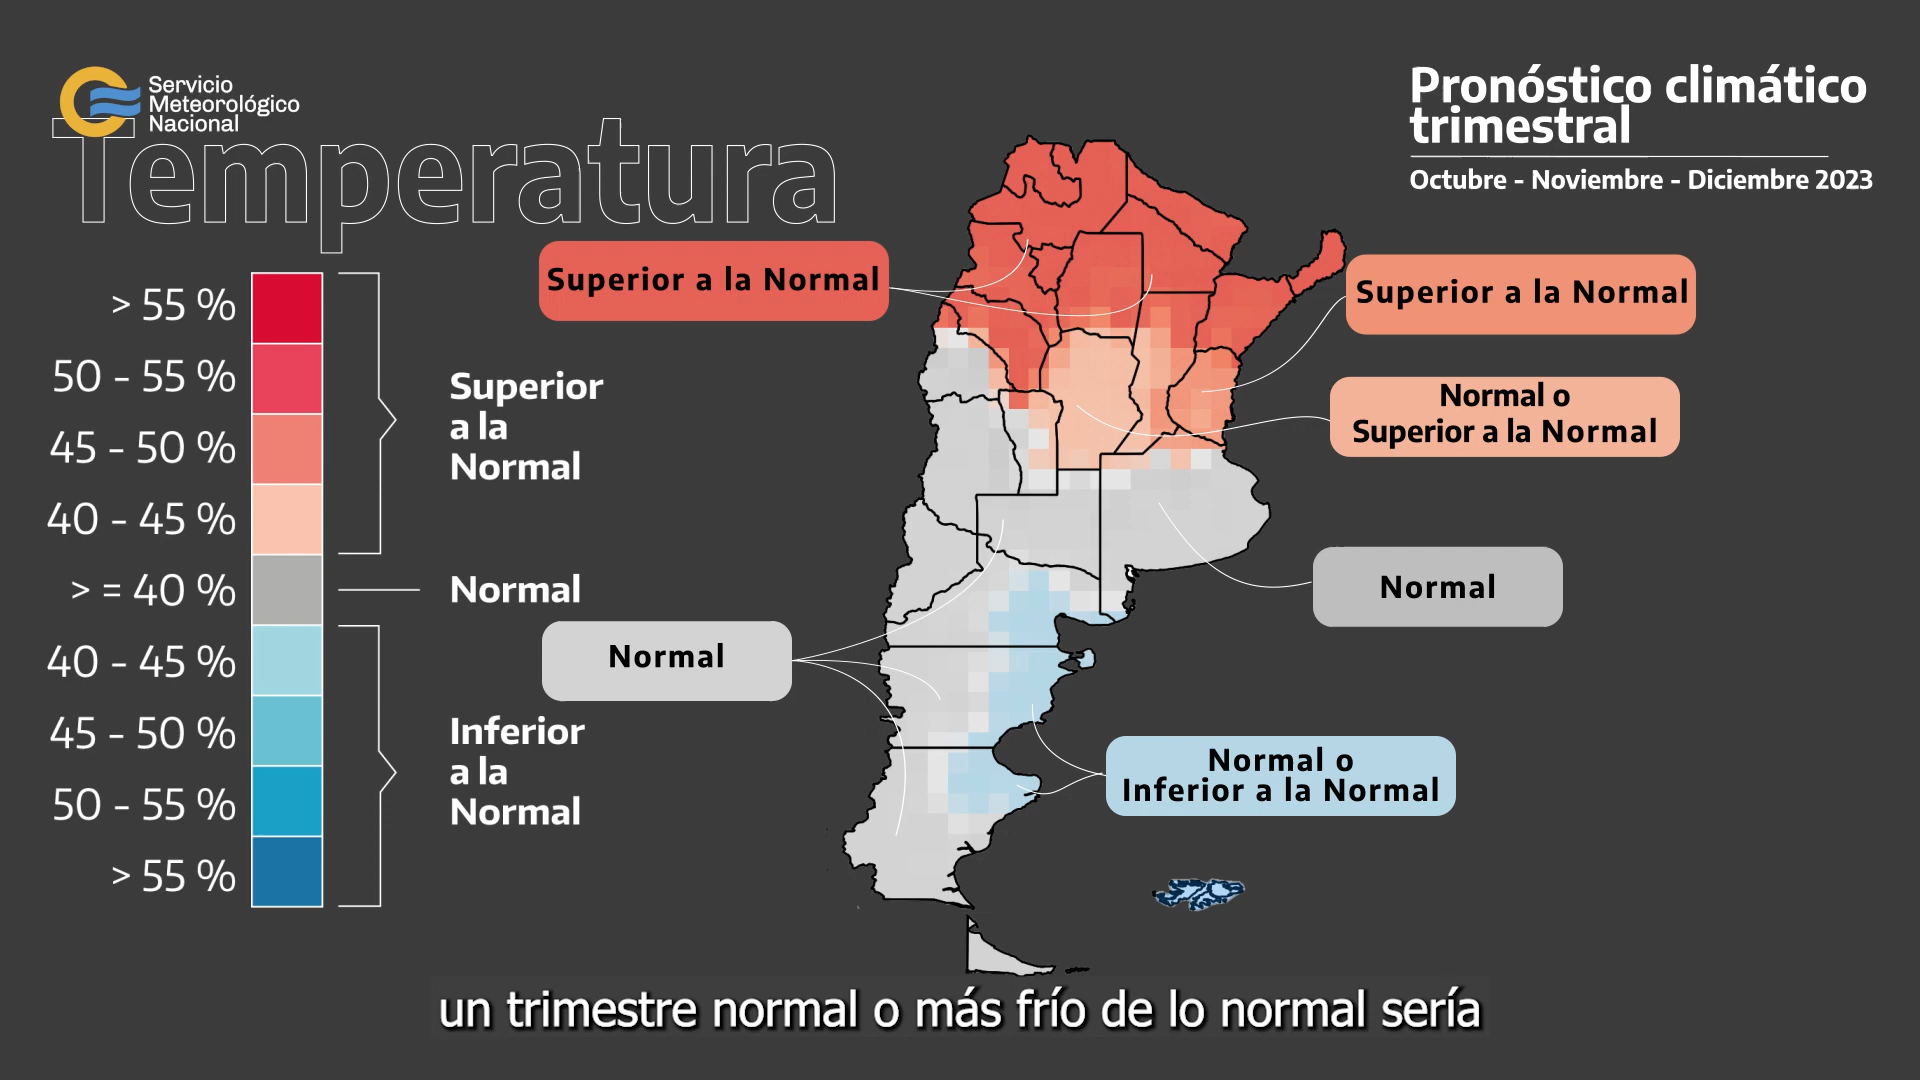 Servicio
Meteorológico
Nacional
Temperatura
Pronóstico climático
trimestral
Octubre - Noviembre - Diciembre 2023
> 55 %
50 - 55 %
45 - 50 %
40 - 45 %
> = 40 %
40 - 45 %
45 - 50 %
50 - 55 %
> 55 %
Superior
a la
Normal
Normal
Inferior
a la
Normal
Superior a la Normal
Superior a la Normal
Normal o
Superior a la Normal
Normal
Normal
Normal o
Inferior a la Normal
un trimestre normal o más frío de lo normal sería